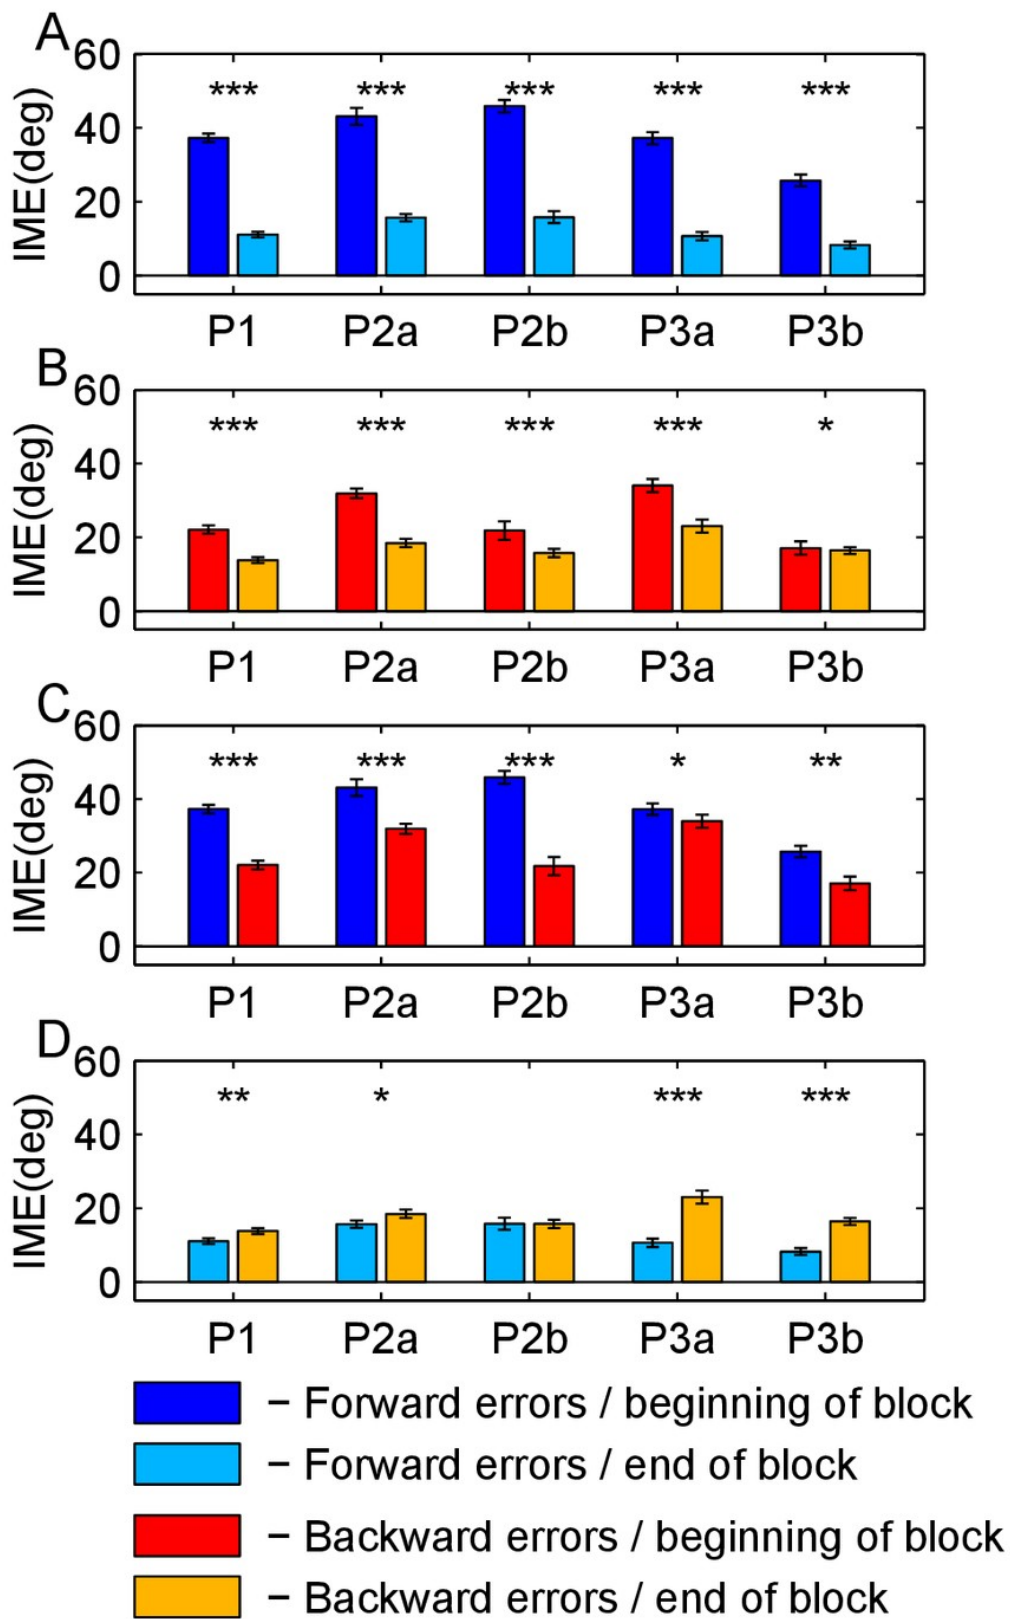 A
60
40
20
0
IME(deg)
*** *** *** *** ***
P1 P2a P2b P3a P3b
B
60
40
20
0
IME(deg)
*** *** *** *** *
P1 P2a P2b P3a P3b
C
60
40
20
0
IME(deg)
*** *** *** * **
P1 P2a P2b P3a P3b
D
60
40
20
0
IME(deg)
** * *** ***
P1 P2a P2b P3a P3b
− Forward errors / beginning of block
− Forward errors / end of block
− Backward errors / beginning of block
− Backward errors / end of block